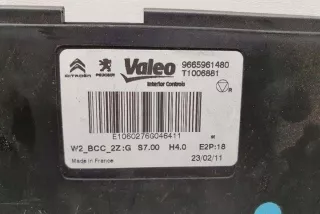 CITROËN PEUGEOT Valeo 9665961480
T1006881
Interior Controls
E10602760046411
W2_BCC_2Z:G S7.00 H4.0 E2P:18
Made in France 23/02/11